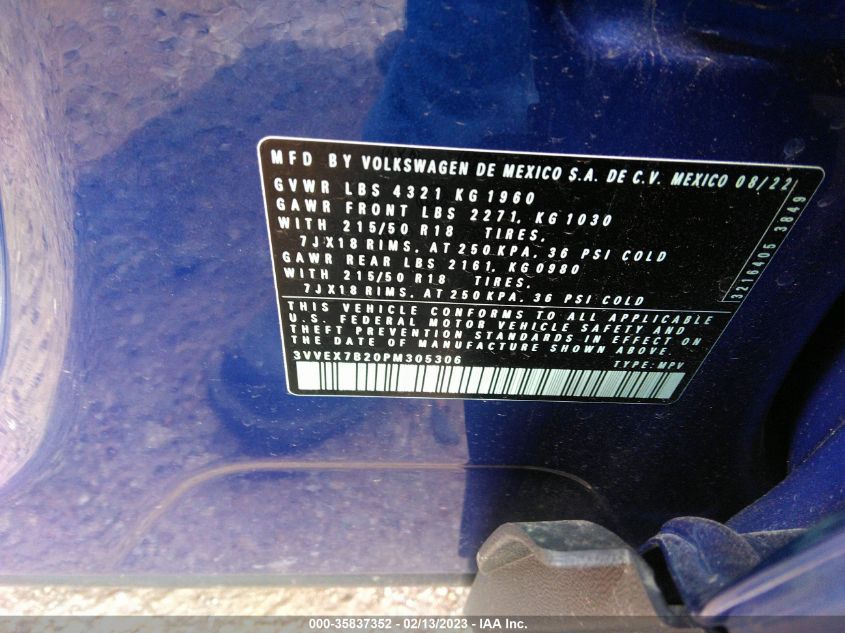 MFD BY VOLKSWAGEN DE MEXICO S.A. DE C.V. MEXICO 08/22
GVWR LBS 4321 KG 1960
GAWR FRONT LBS 2271, KG 1030
WITH 215/50 R18 TIRES,
7JX18 RIMS, AT 250 KPA, 36 PSI COLD
GAWR REAR LBS 2161, KG 0980
WITH 215/50 R18 TIRES,
7JX18 RIMS, AT 250 KPA, 36 PSI COLD
3216405 3849
THIS VEHICLE CONFORMS TO ALL APPLICABLE
U.S. FEDERAL MOTOR VEHICLE SAFETY AND
THEFT PREVENTION STANDARDS IN EFFECT ON
THE DATE OF MANUFACTURE SHOWN ABOVE.
3VVEX7B20PM305306 TYPE: MPV
000-35837352 - 02/13/2023 - IAA Inc.